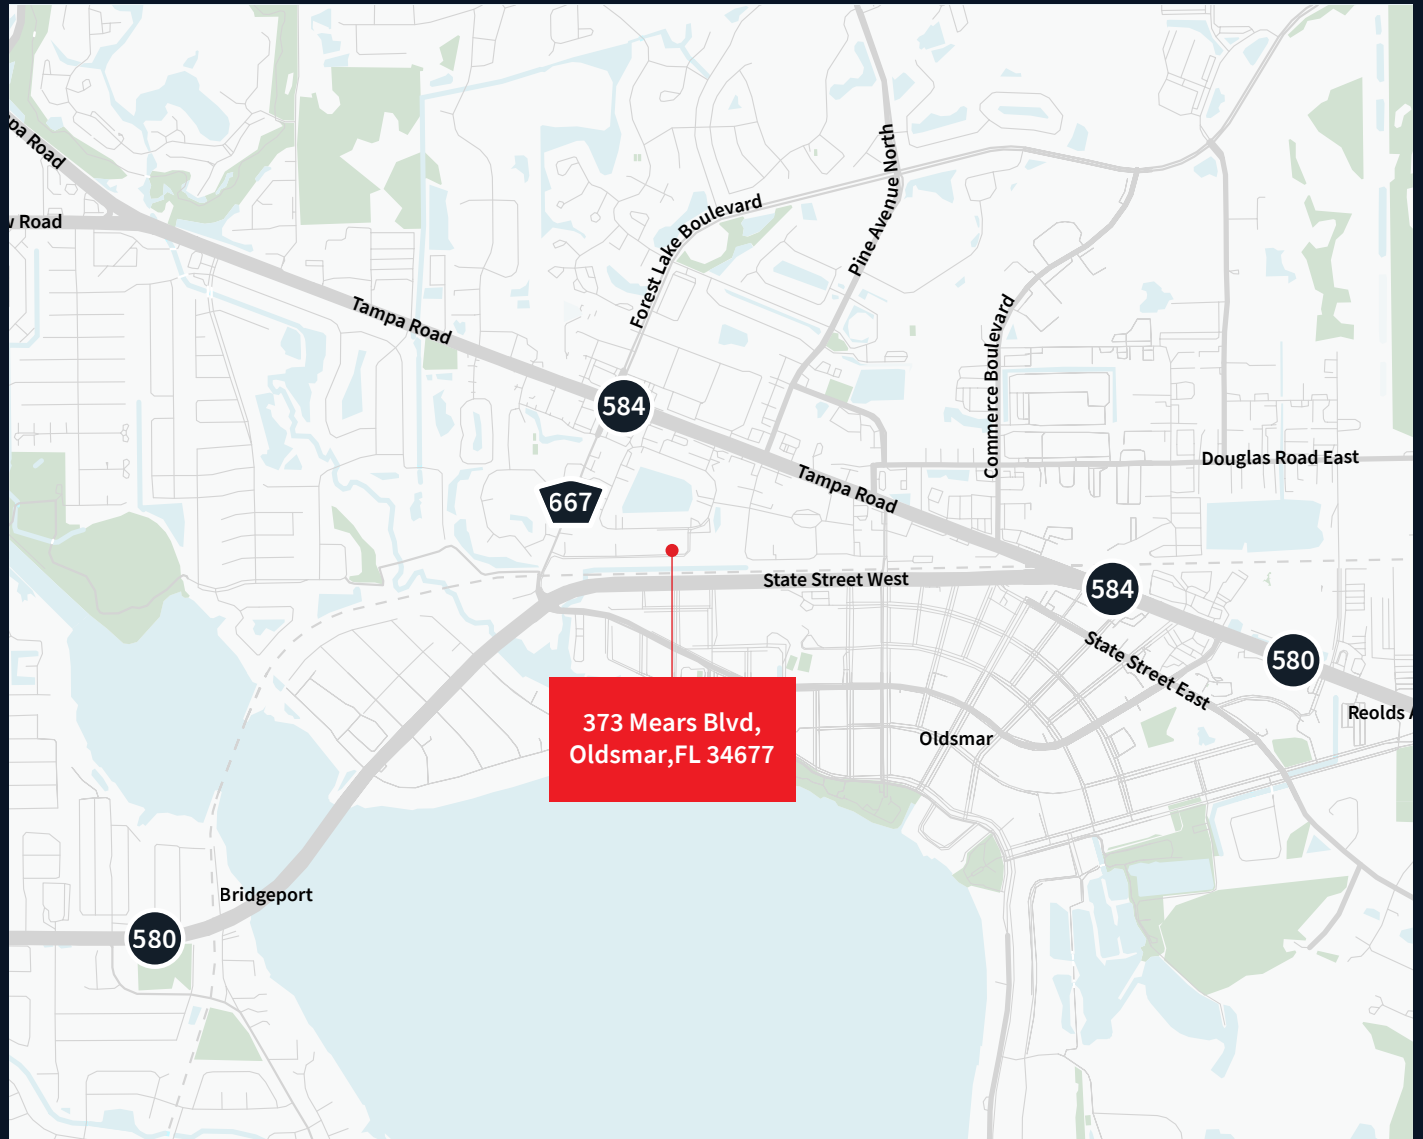 pa Road
Road
Tampa Road
Forest Lake Boulevard
Pine Avenue North
Commerce Boulevard
584
667
Tampa Road
Douglas Road East
State Street West
584
State Street East
580
Reolds
373 Mears Blvd,
Oldsmar,FL 34677
Oldsmar
Bridgeport
580